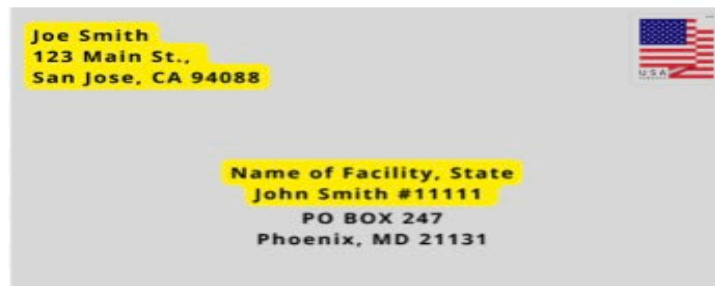 Joe Smith
123 Main St.,
San Jose, CA 94088
USA
Name of Facility, State
John Smith #11111
PO BOX 247
Phoenix, MD 21131